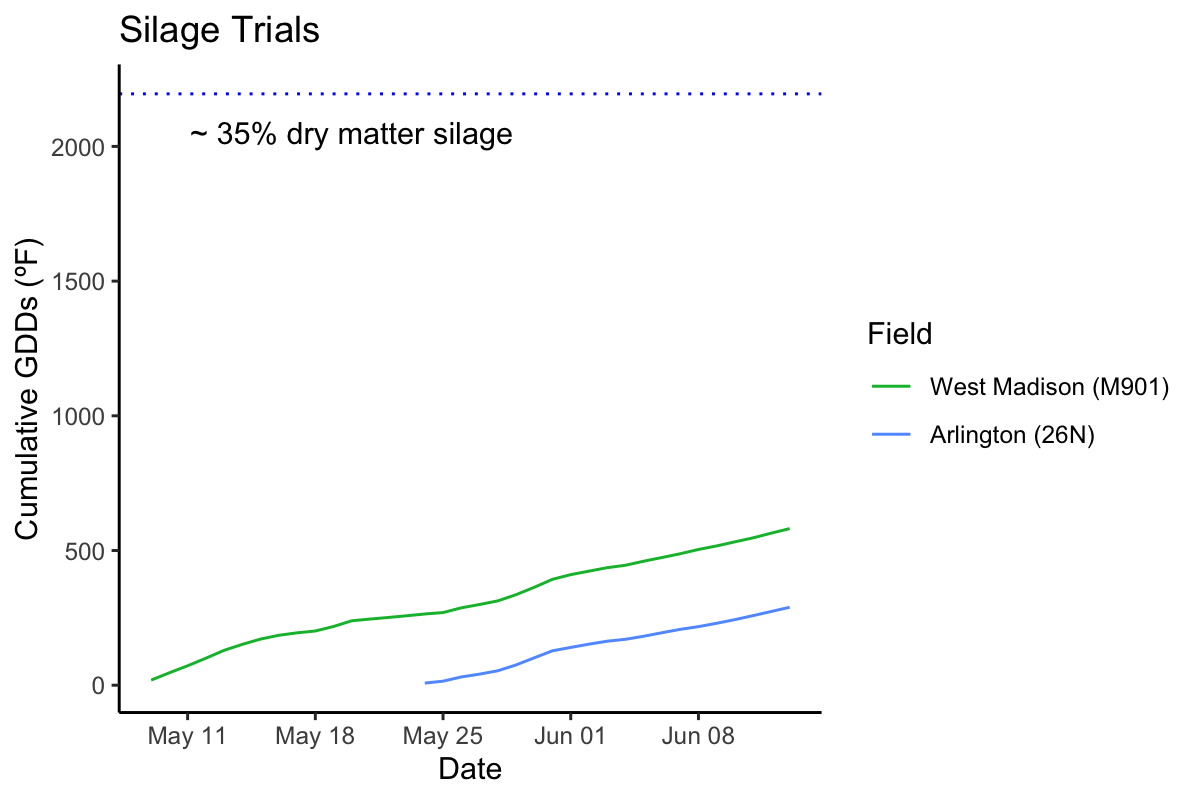 Silage Trials
~ 35% dry matter silage
2000
1500
1000
500
0
Cumulative GDDs (ºF)
May 11 May 18 May 25 Jun 01 Jun 08
Date
Field
West Madison (M901)
Arlington (26N)